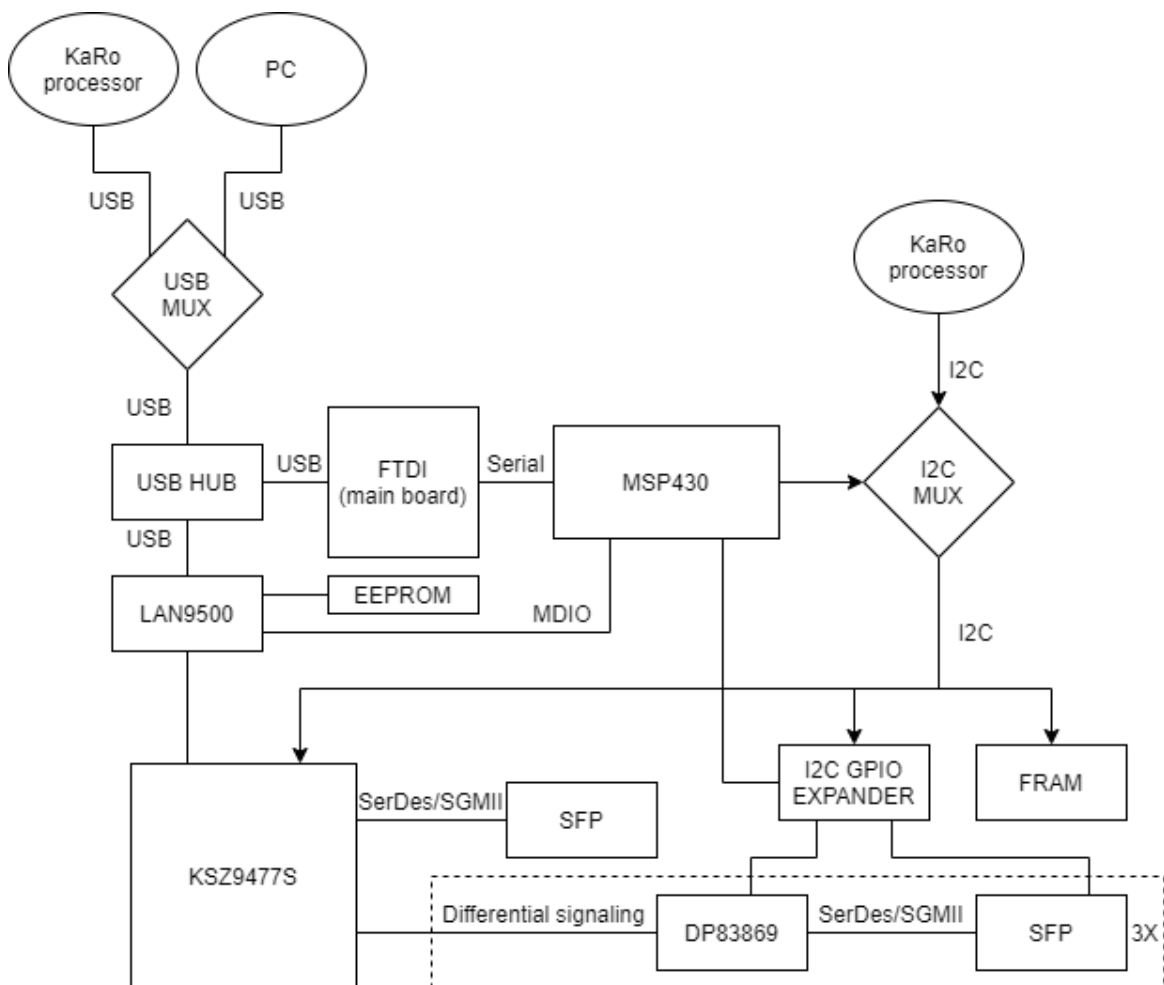 KaRo
processor
PC
USB
USB
USB
MUX
KaRo
processor
I2C
USB
USB HUB
USB
FTDI
(main board)
Serial
MSP430
I2C
MUX
USB
LAN9500
EEPROM
MDIO
I2C
I2C GPIO
EXPANDER
FRAM
SerDes/SGMII
SFP
KSZ9477S
Differential signaling
DP83869
SerDes/SGMII
SFP
3X